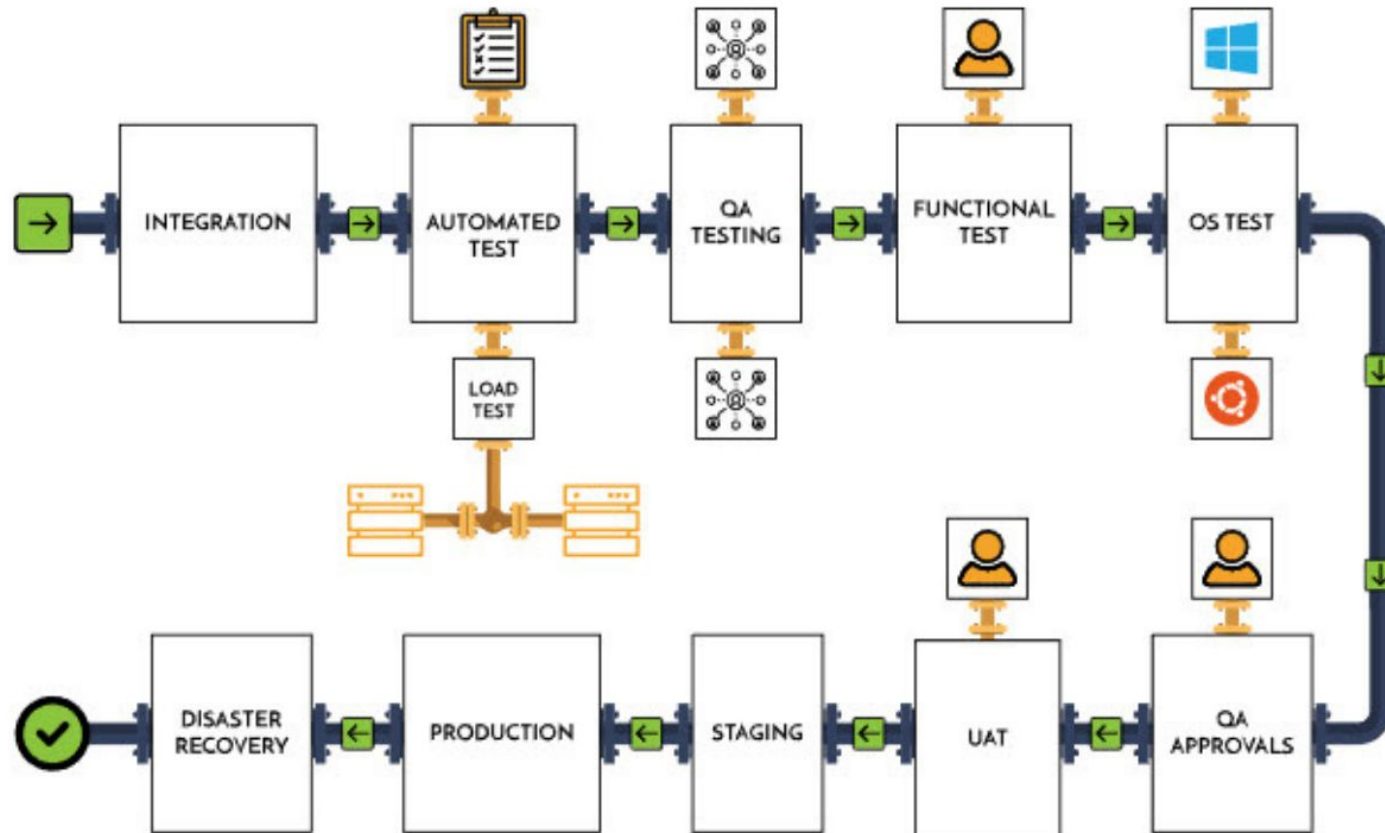 INTEGRATION
AUTOMATED
TEST
QA
TESTING
FUNCTIONAL
TEST
OS TEST
LOAD
TEST
DISASTER
RECOVERY
PRODUCTION
STAGING
UAT
QA
APPROVALS